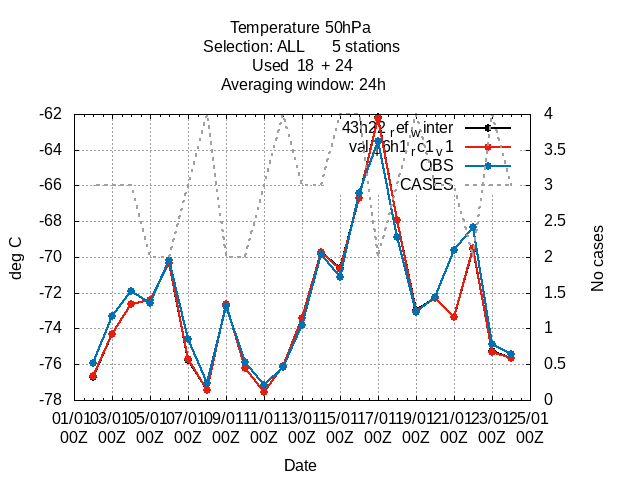 Temperature 50hPa
Selection: ALL 5 stations
Used 18 + 24
Averaging window: 24h
-62 4
43h22refwinter
-64 3.5
OBS
-66 CASES 3
-68 2.5
-70 2
-72 1.5
-74 1
-76 0.5
-78 0
01/01 03/01 05/01 07/01 09/01 11/01 13/01 15/01 17/01 19/01 21/01 23/01 25/01
00Z 00Z 00Z 00Z 00Z 00Z 00Z 00Z 00Z 00Z 00Z 00Z 00Z
Date
deg C
No cases